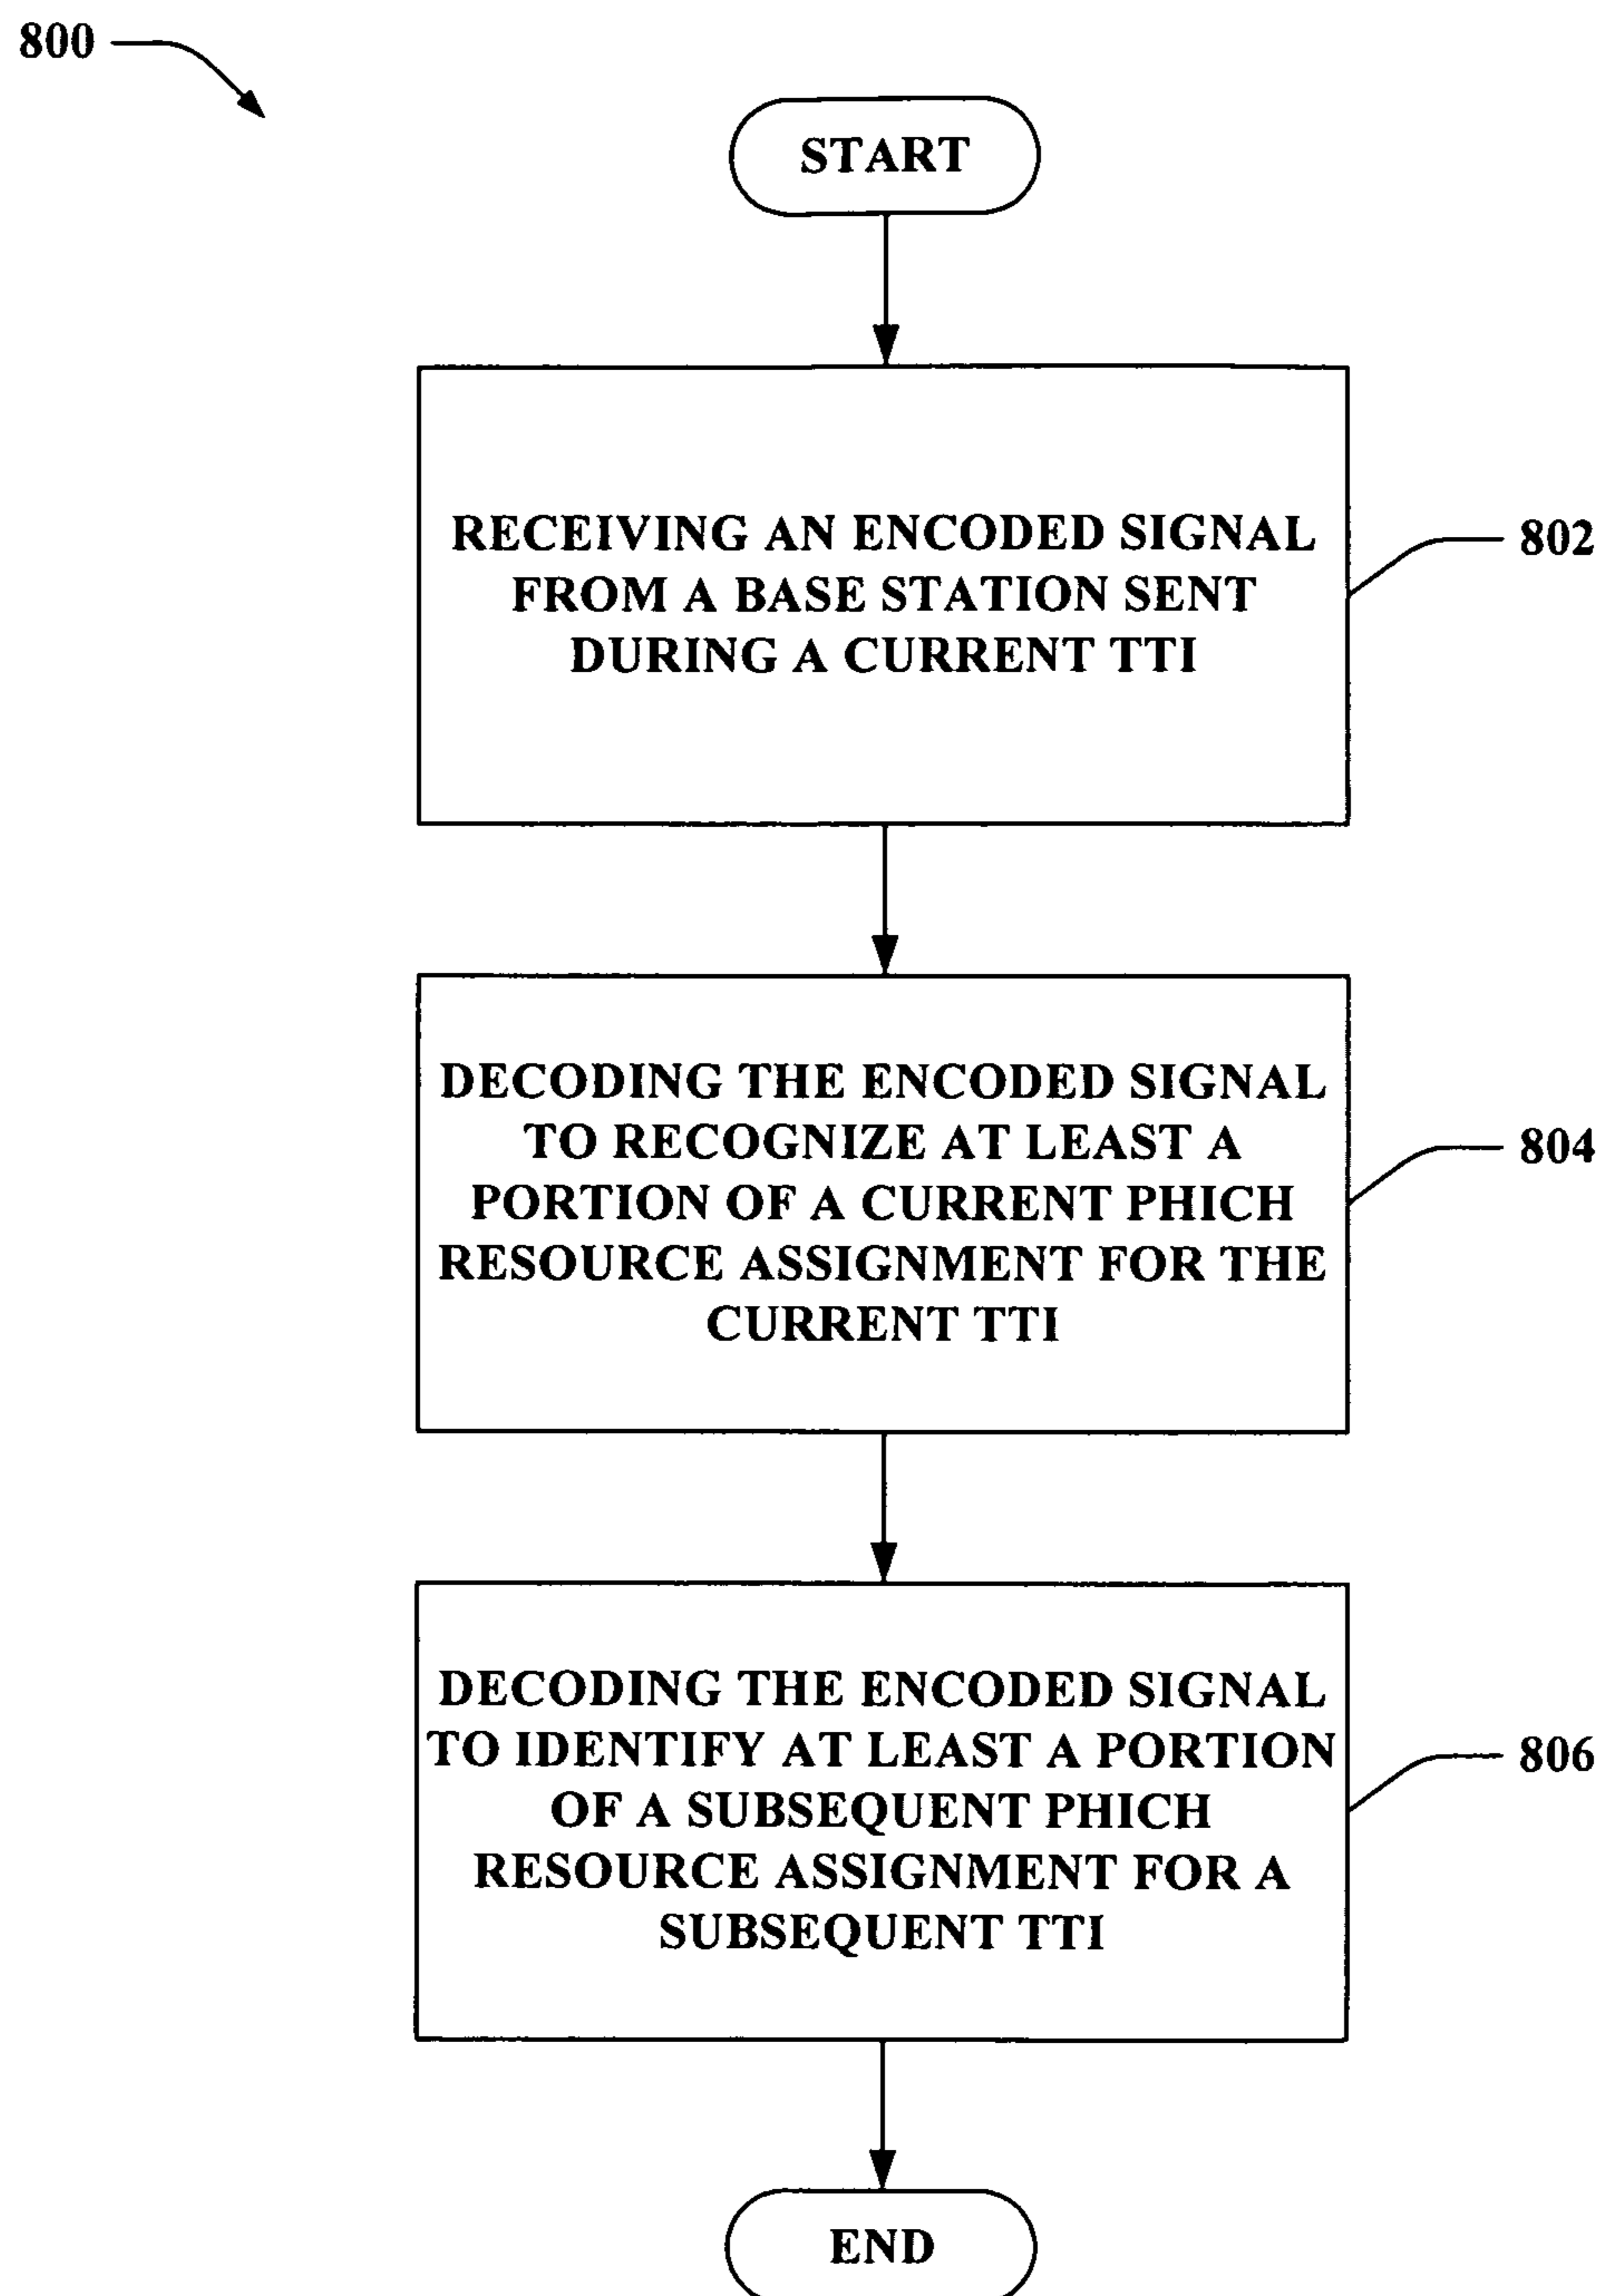 800
START
RECEIVING AN ENCODED SIGNAL
FROM A BASE STATION SENT
DURING A CURRENT TTI
802
DECODING THE ENCODED SIGNAL
TO RECOGNIZE AT LEAST A
PORTION OF A CURRENT PHICH
RESOURCE ASSIGNMENT FOR THE
CURRENT TTI
804
DECODING THE ENCODED SIGNAL
TO IDENTIFY AT LEAST A PORTION
OF A SUBSEQUENT PHICH
RESOURCE ASSIGNMENT FOR A
SUBSEQUENT TTI
806
END